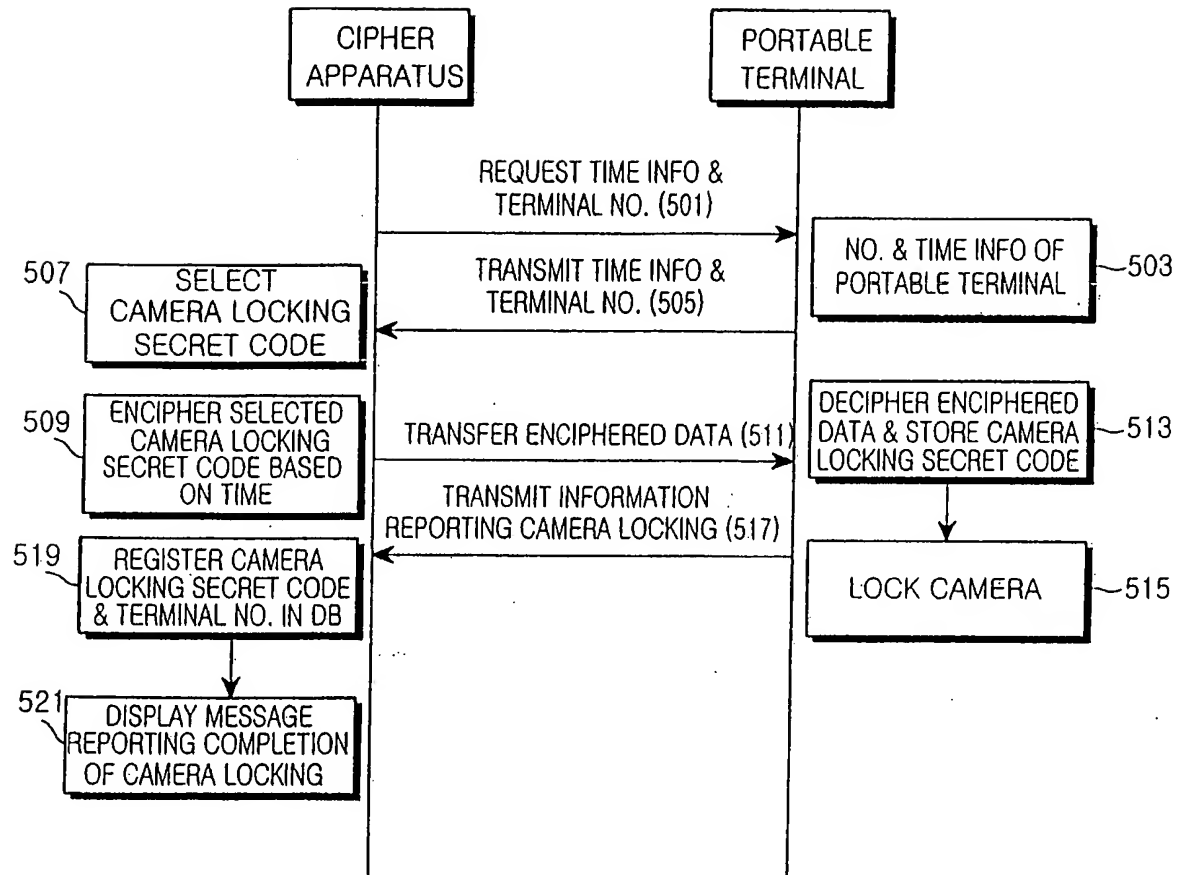 CIPHER
APPARATUS
PORTABLE
TERMINAL
REQUEST TIME INFO &
TERMINAL NO. (501)
NO. & TIME INFO OF
PORTABLE TERMINAL
503
507
SELECT
CAMERA LOCKING
SECRET CODE
TRANSMIT TIME INFO &
TERMINAL NO. (505)
509
ENCIPHER SELECTED
CAMERA LOCKING
SECRET CODE BASED
ON TIME
TRANSFER ENCIPHERED DATA (511)
DECIPHER ENCIPHERED
DATA & STORE CAMERA
LOCKING SECRET CODE
513
TRANSMIT INFORMATION
REPORTING CAMERA LOCKING (517)
LOCK CAMERA
515
519
REGISTER CAMERA
LOCKING SECRET CODE
& TERMINAL NO. IN DB
521
DISPLAY MESSAGE
REPORTING COMPLETION
OF CAMERA LOCKING